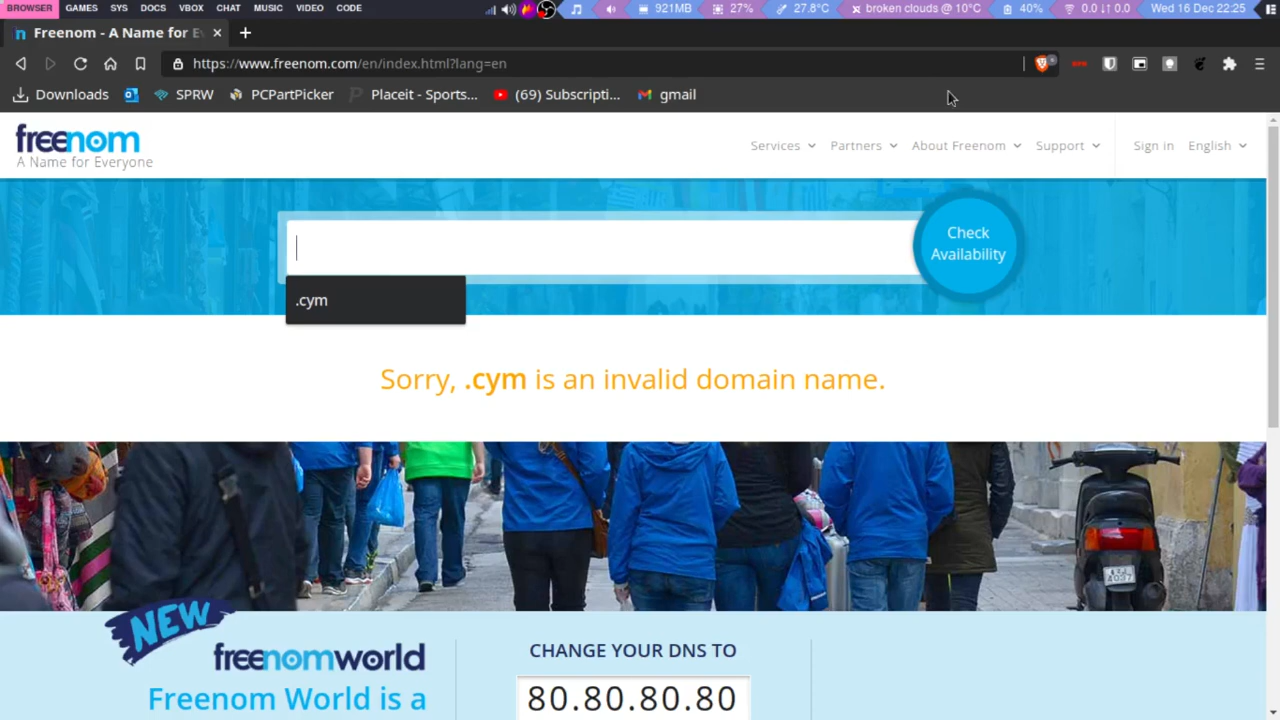 BROWSER GAMES SYS DOCS VBOX CHAT MUSIC VIDEO CODE 921MB 27% 27.8°C broken clouds @ 10°C 40% 0.0 ↓↑ 0.0 Wed 16 Dec 22:25
Freenom - A Name for Ev
https://www.freenom.com/en/index.html?lang=en
Downloads SPRW PCPartPicker Placeit - Sports... (69) Subscripti... gmail
freenom
A Name for Everyone
Services Partners About Freenom Support Sign in English
Check
Availability
.cym
Sorry, .cym is an invalid domain name.
NEW
freenomworld
CHANGE YOUR DNS TO
Freenom World is a
80.80.80.80